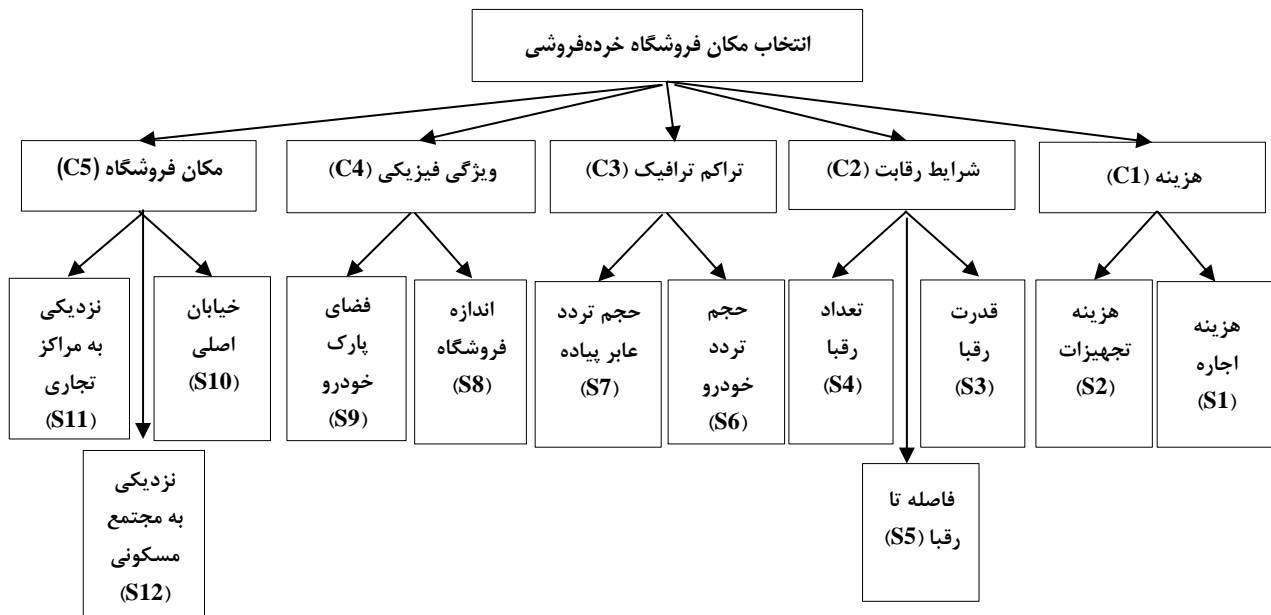 انتخاب مکان فروشگاه خرده‌فروشی
هزینه (C1)
شرایط رقابت (C2)
تراکم ترافیک (C3)
ویژگی فیزیکی (C4)
مکان فروشگاه (C5)
هزینه
اجاره
(S1)
هزینه
تجهیزات
(S2)
قدرت
رقبا
(S3)
تعداد
رقبا
(S4)
فاصله تا
رقبا (S5)
حجم
تردد
خودرو
(S6)
حجم تردد
عابر پیاده
(S7)
اندازه
فروشگاه
(S8)
فضای
پارک
خودرو
(S9)
خیابان
اصلی
(S10)
نزدیکی
به مراکز
تجاری
(S11)
نزدیکی
به مجتمع
مسکونی
(S12)